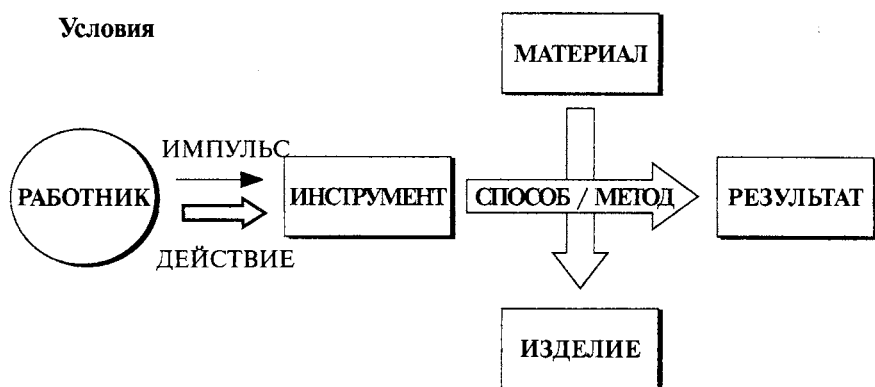 Условия
МАТЕРИАЛ
ИМПУЛЬС
РАБОТНИК
ИНСТРУМЕНТ
СПОСОБ / МЕТОД
РЕЗУЛЬТАТ
ДЕЙСТВИЕ
ИЗДЕЛИЕ